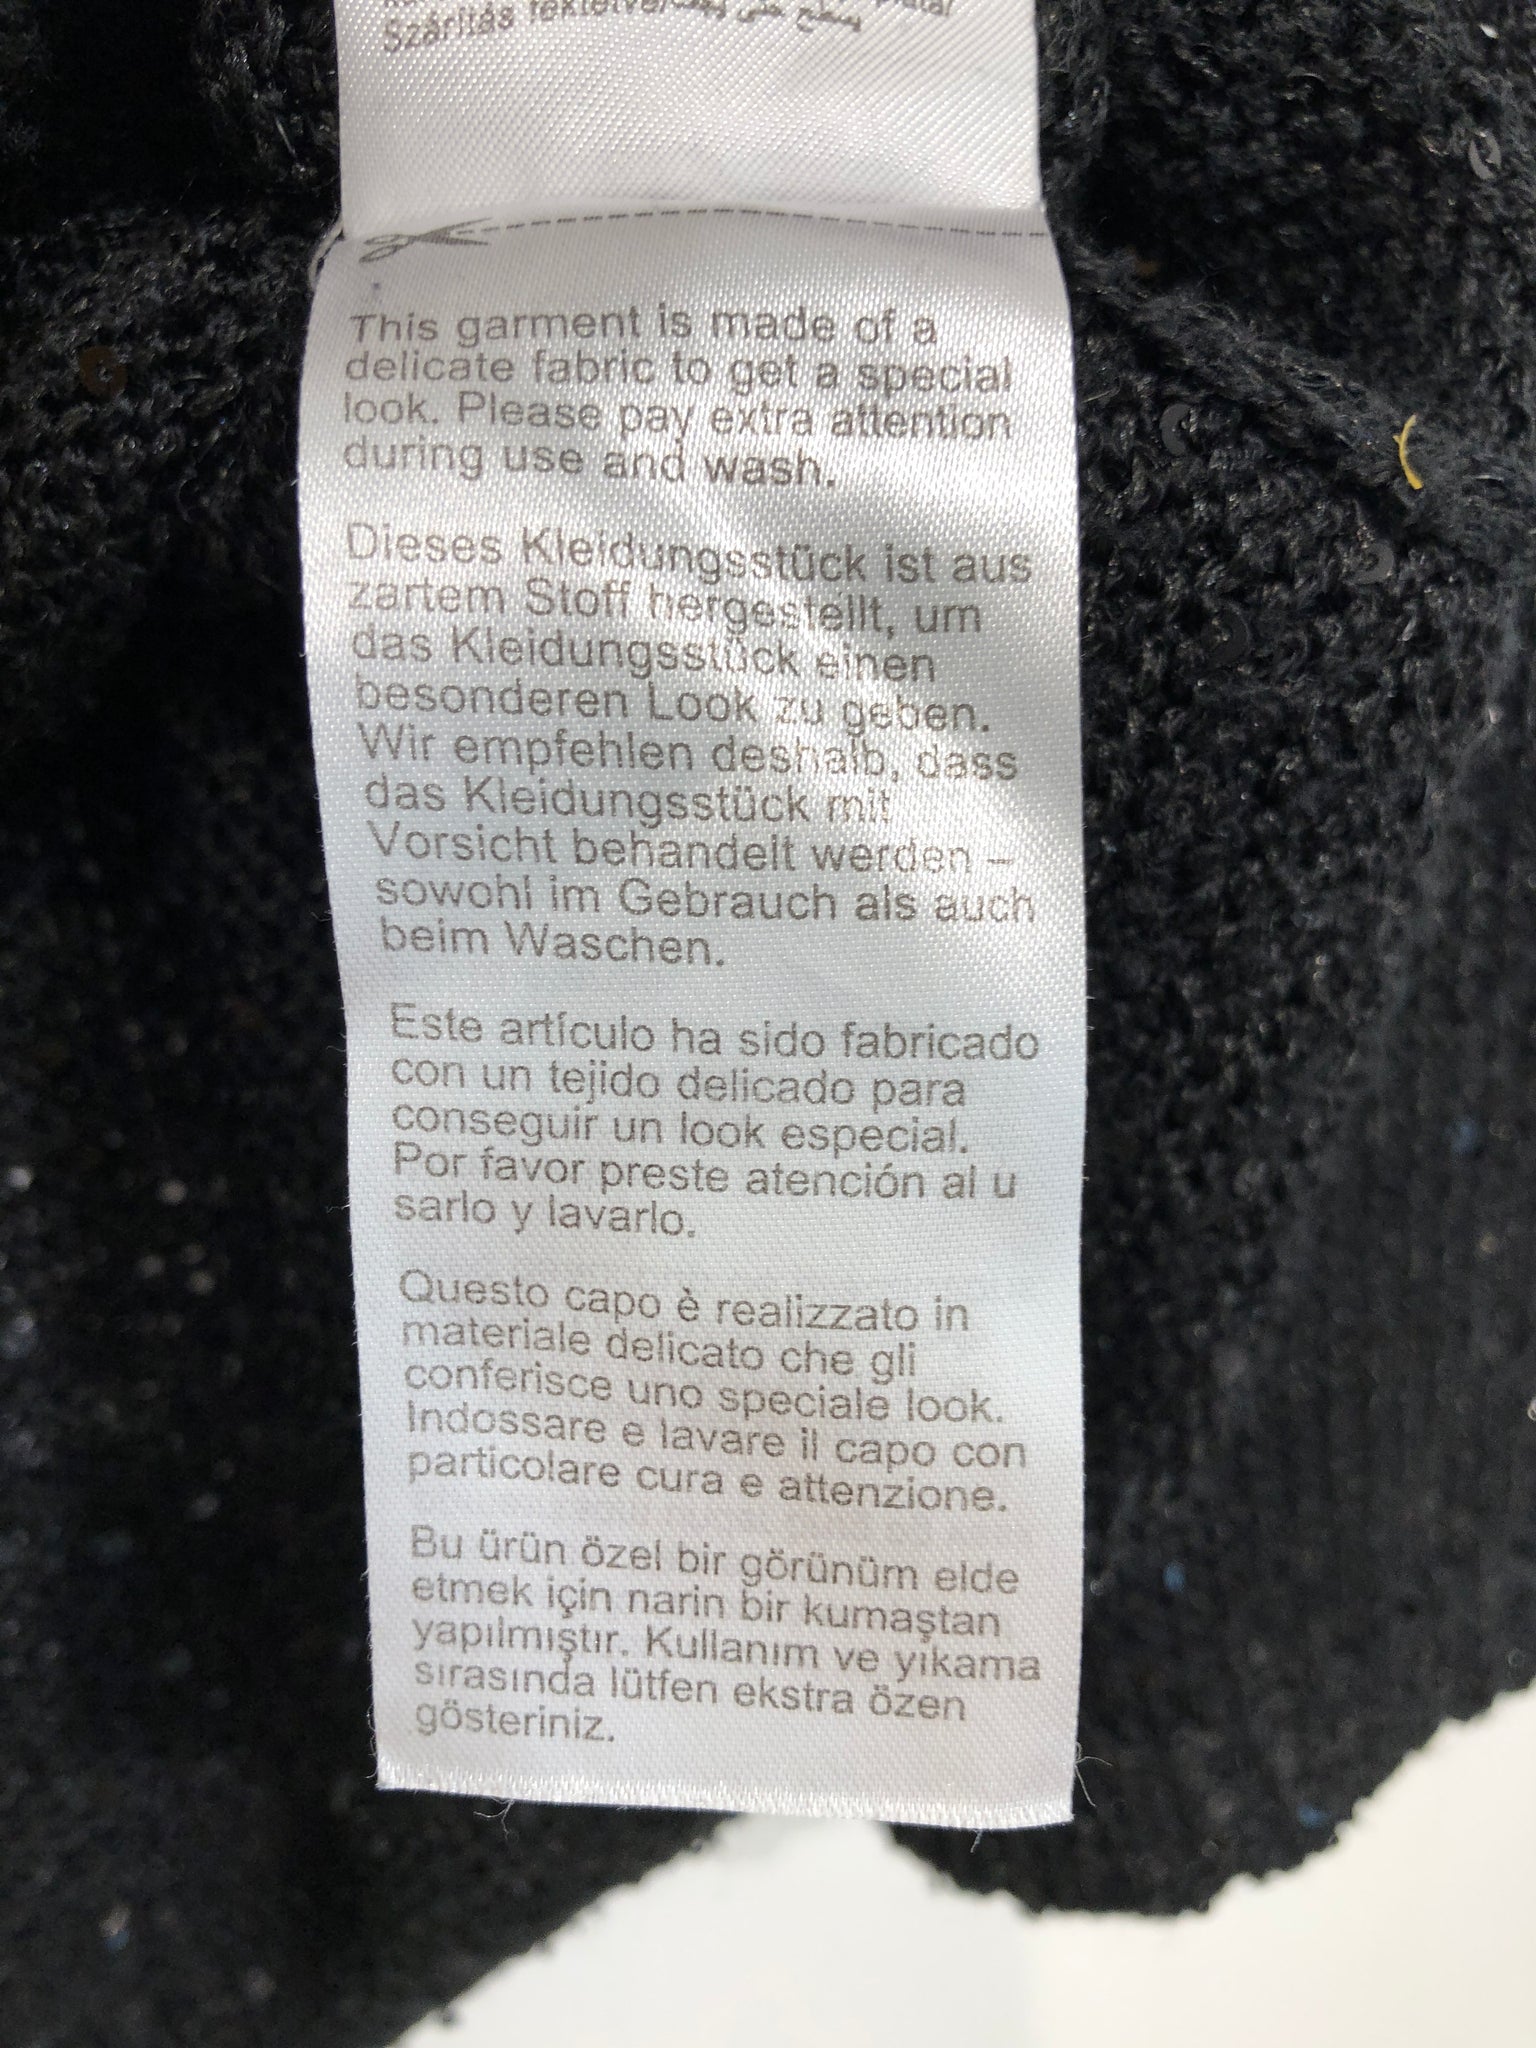 Szárítás fektetve/
This garment is made of a
delicate fabric to get a special
look. Please pay extra attention
during use and wash.
Dieses Kleidungsstück ist aus
zartem Stoff hergestellt, um
das Kleidungsstück einen
besonderen Look zu geben.
Wir empfehlen deshalb, dass
das Kleidungsstück mit
Vorsicht behandelt werden –
sowohl im Gebrauch als auch
beim Waschen.
Este artículo ha sido fabricado
con un tejido delicado para
conseguir un look especial.
Por favor preste atención al u
sarlo y lavarlo.
Questo capo è realizzato in
materiale delicato che gli
conferisce uno speciale look.
Indossare e lavare il capo con
particolare cura e attenzione.
Bu ürün özel bir görünüm elde
etmek için narin bir kumaştan
yapılmıştır. Kullanım ve yıkama
sırasında lütfen ekstra özen
gösteriniz.